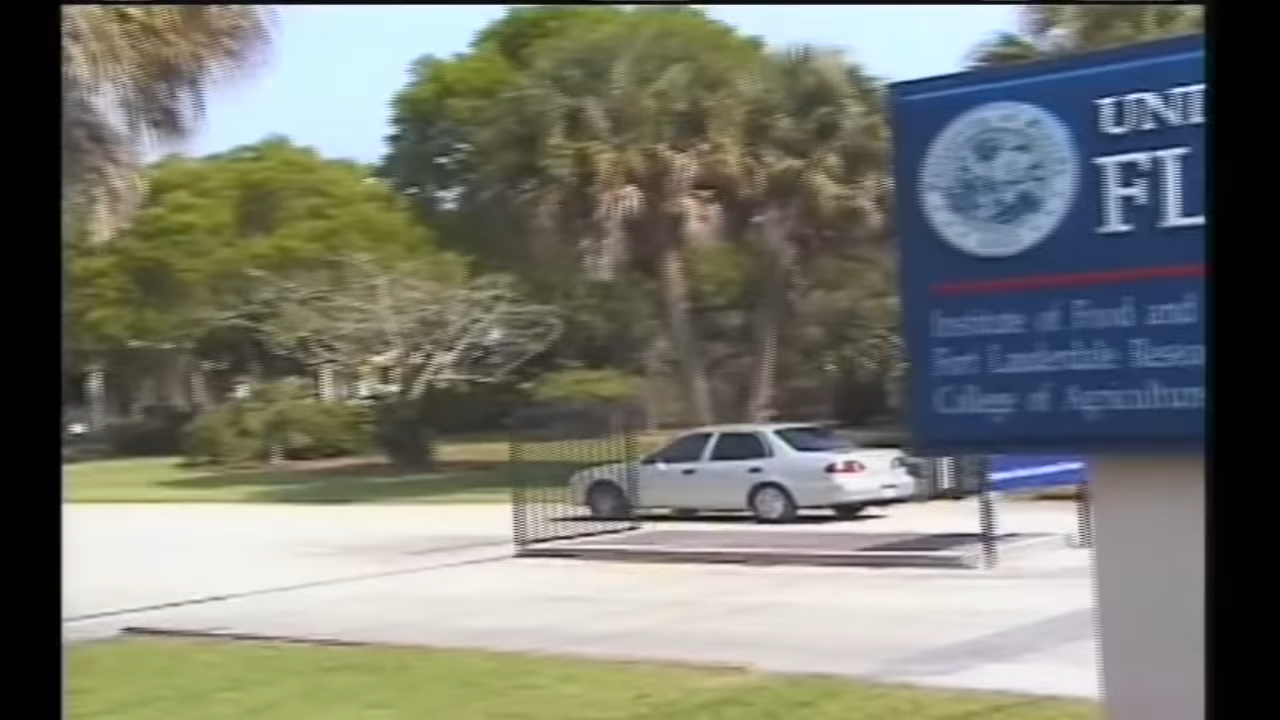 UNI
FL
Institute of Food and
Fort Lauderdale Resea
College of Agricultur